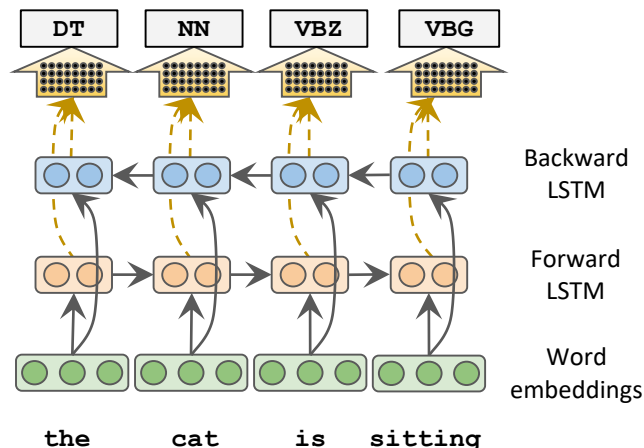 DT NN VBZ VBG
Backward
LSTM
Forward
LSTM
Word
embeddings
the cat is sitting